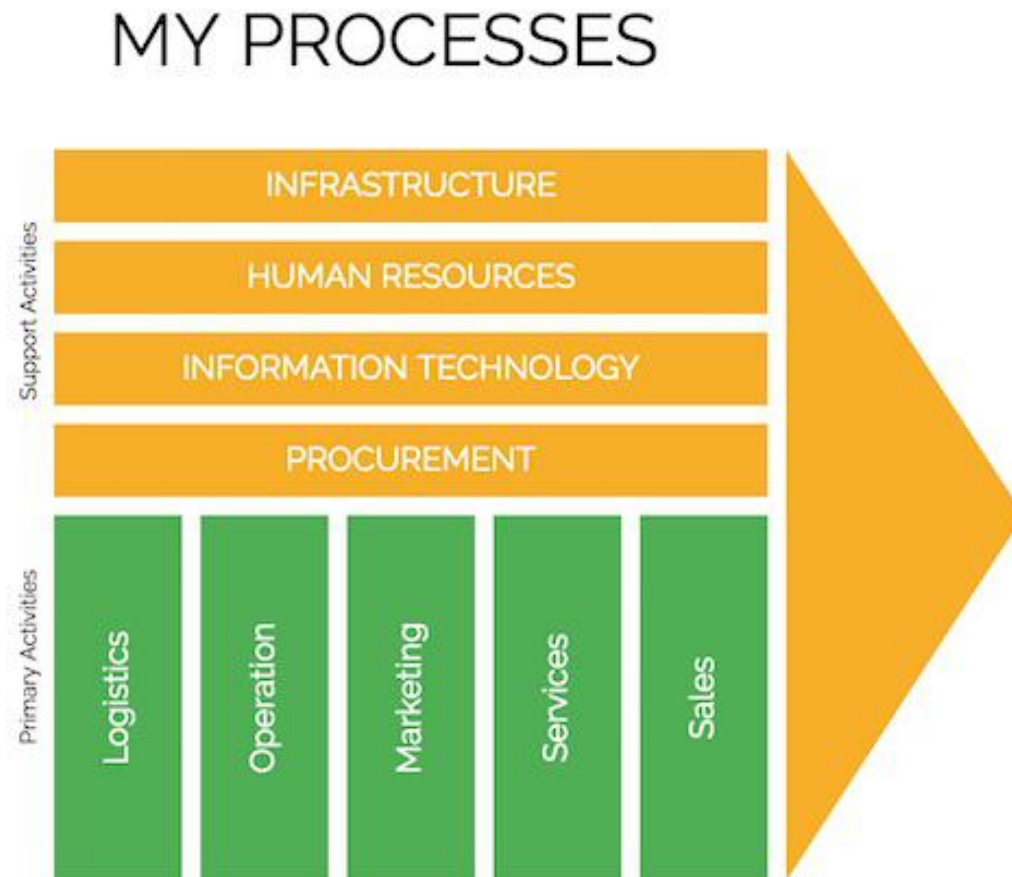 MY PROCESSES
Support Activities
INFRASTRUCTURE
HUMAN RESOURCES
INFORMATION TECHNOLOGY
PROCUREMENT
Primary Activities
Logistics
Operation
Marketing
Services
Sales